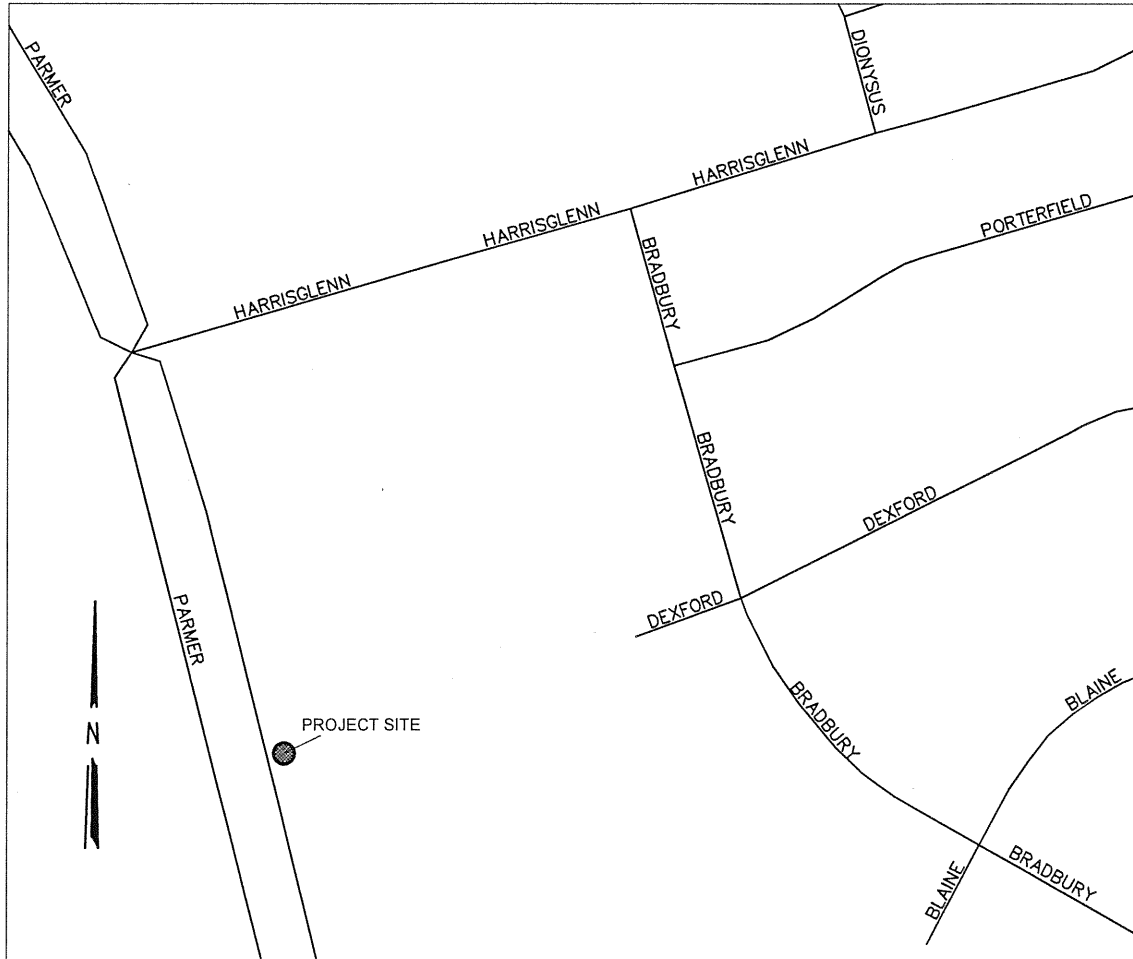 PARMER
DIONYSUS
HARRISGLENN
HARRISGLENN
HARRISGLENN
PORTERFIELD
BRADBURY
BRADBURY
DEXFORD
DEXFORD
PARMER
BLAINE
BRADBURY
PROJECT SITE
N
BRADBURY
BLAINE